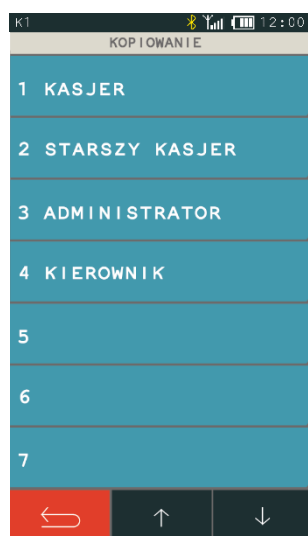 K1 12:00
KOPIOWANIE
1 KASJER
2 STARSZY KASJER
3 ADMINISTRATOR
4 KIEROWNIK
5
6
7